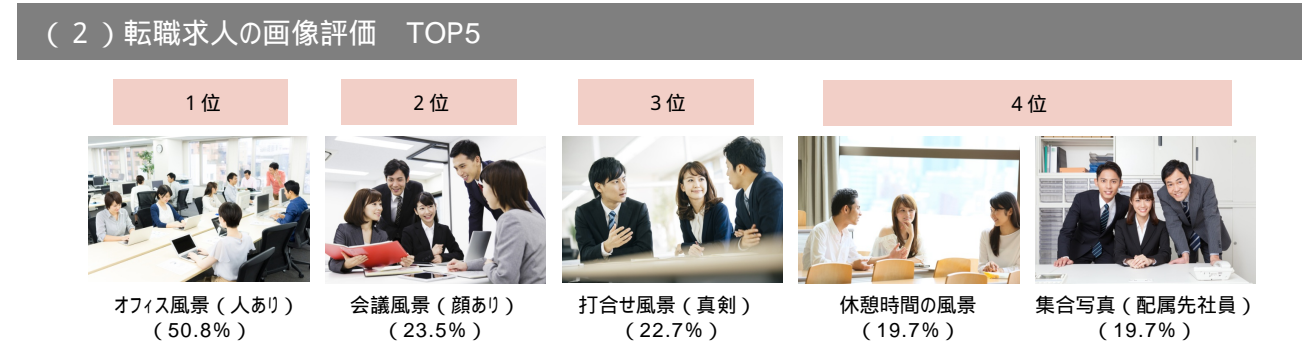 （２）転職求人の画像評価　TOP5
１位
２位
３位
４位
オフィス風景（人あり）
（50.8%）
会議風景（顔あり）
（23.5%）
打合せ風景（真剣）
（22.7%）
休憩時間の風景
（19.7%）
集合写真（配属先社員）
（19.7%）